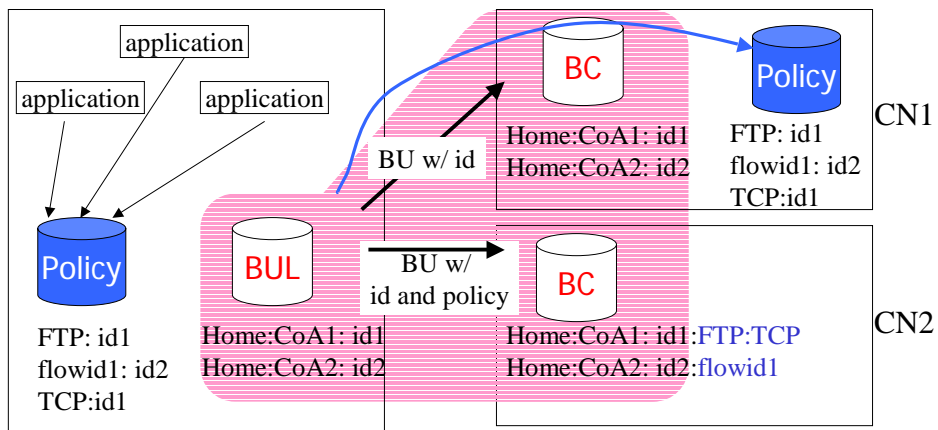 application
application
application
Policy
FTP: id1
flowid1: id2
TCP:id1
BUL
Home:CoA1: id1
Home:CoA2: id2
BU w/ id
BU w/
id and policy
BC
Home:CoA1: id1
Home:CoA2: id2
Policy
FTP: id1
flowid1: id2
TCP:id1
CN1
BC
Home:CoA1: id1:FTP:TCP
Home:CoA2: id2:flowid1
CN2